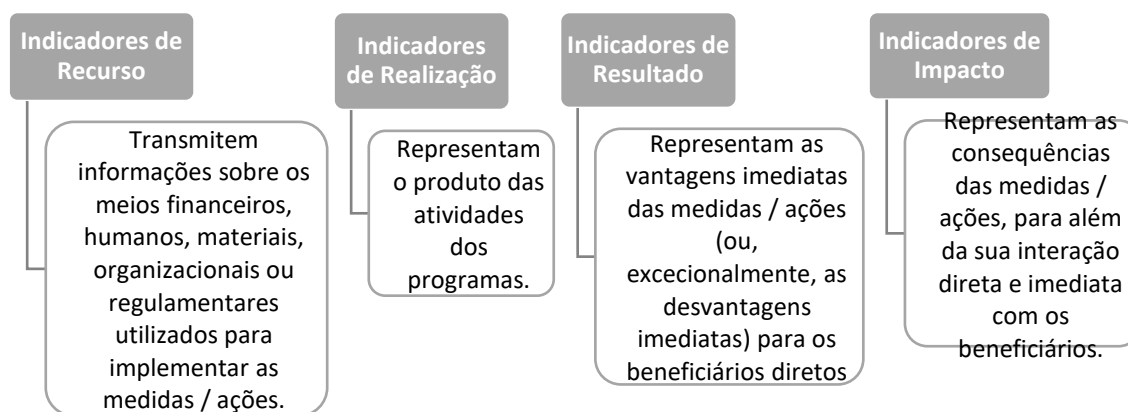 Indicadores de
Recurso
Transmitem
informações sobre os
meios financeiros,
humanos, materiais,
organizacionais ou
regulamentares
utilizados para
implementar as
medidas / ações.
Indicadores
de Realização
Representam
o produto das
atividades
dos
programas.
Indicadores de
Resultado
Representam as
vantagens imediatas
das medidas / ações
(ou,
excecionalmente, as
desvantagens
imediatas) para os
beneficiários diretos
Indicadores de
Impacto
Representam as
consequências
das medidas /
ações, para além
da sua interação
direta e imediata
com os
beneficiários.